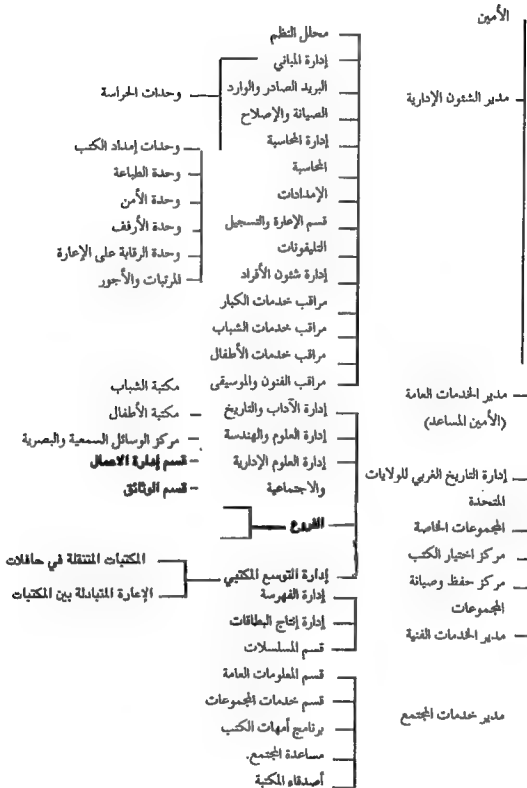 الأمين
مدير الشئون الإدارية
مدير الخدمات العامة
(الأمين المساعد)
إدارة التاريخ الغربي للولايات
المتحدة
المجموعات الخاصة
مركز اختيار الكتب
مركز حفظ وصيانة
المجموعات
مدير الخدمات الفنية
مدير خدمات المجتمع
محلل النظم
إدارة المباني
البريد الصادر والوارد
الصيانة والإصلاح
إدارة المحاسبة
المحاسبة
الإمدادات
قسم الإعارة والتسجيل
التليفونات
إدارة شئون الأفراد
مراقب خدمات الكبار
مراقب خدمات الشباب
مراقب خدمات الأطفال
مراقب الفنون والموسيقى
إدارة الآداب والتاريخ
إدارة العلوم والهندسة
إدارة العلوم الإدارية
والاجتماعية
الفروع
إدارة التوسع المكتبي
إدارة الفهرسة
إدارة إنتاج البطاقات
قسم المسلسلات
قسم المعلومات العامة
قسم خدمات المجموعات
برنامج أمهات الكتب
مساعدة المجتمع.
أصدقاء المكتبة
وحدات الحراسة
وحدات إمداد الكتب
وحدة الطباعة
وحدة الأمن
وحدة الأرفف
وحدة الرقابة على الإعارة
المرتبات والأجور
مكتبة الشباب
مكتبة الأطفال
مركز الوسائل السمعية والبصرية
قسم إدارة الاعمال
قسم الوثائق
المكتبات المتنقلة في حافلات
الإعارة المتبادلة بين المكتبات